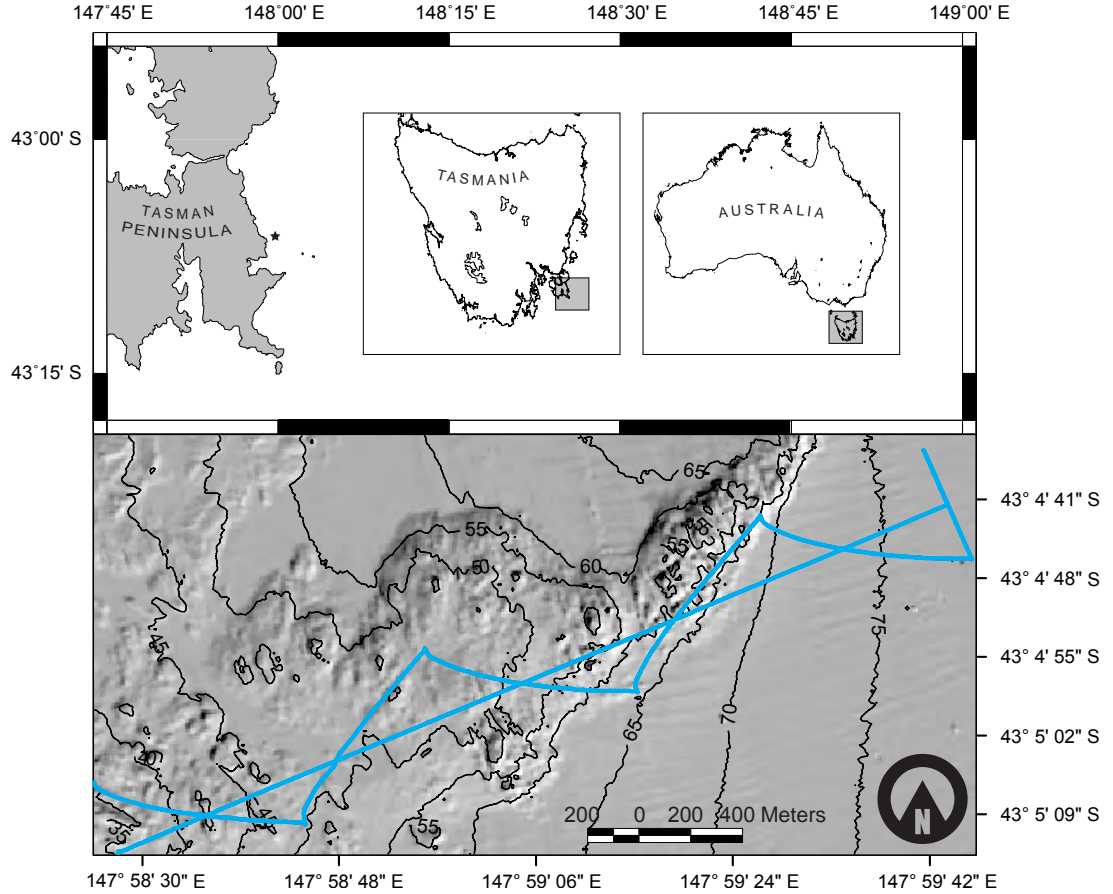 147°45' E 148°00' E 148°15' E 148°30' E 148°45' E 149°00' E
43°00' S
43°15' S
TASMAN
PENINSULA
TASMANIA
AUSTRALIA
65
55
50
60
55
55
45
75
70
65
40
45
35
55
43° 4' 41" S
43° 4' 48" S
43° 4' 55" S
43° 5' 02" S
43° 5' 09" S
200 0 200 400 Meters
N
147° 58' 30" E 147° 58' 48" E 147° 59' 06" E 147° 59' 24" E 147° 59' 42" E